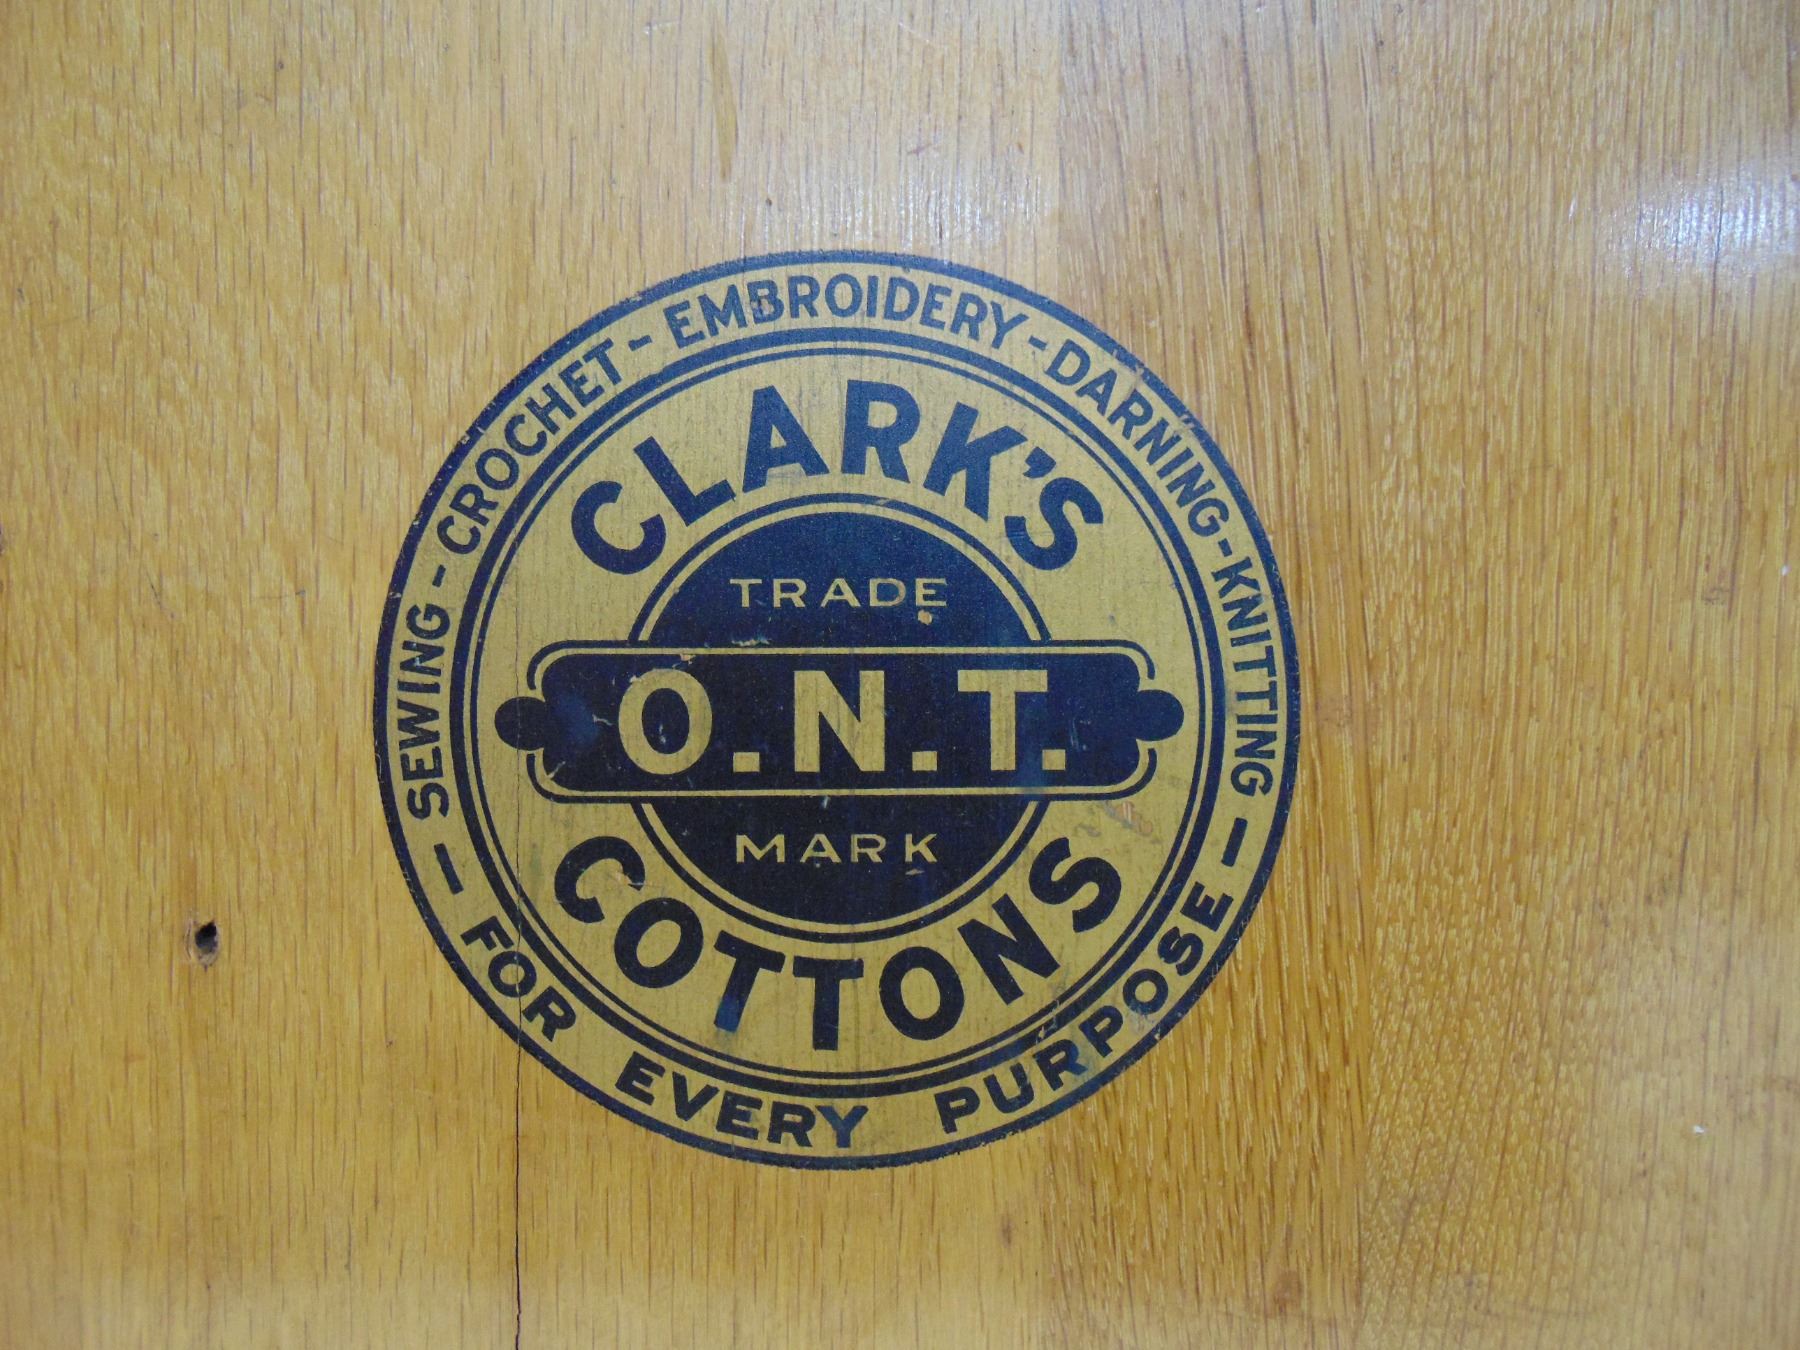 SEWING - CROCHET - EMBROIDERY - DARNING - KNITTING
CLARK'S
TRADE
O.N.T.
MARK
COTTONS
— FOR EVERY PURPOSE —